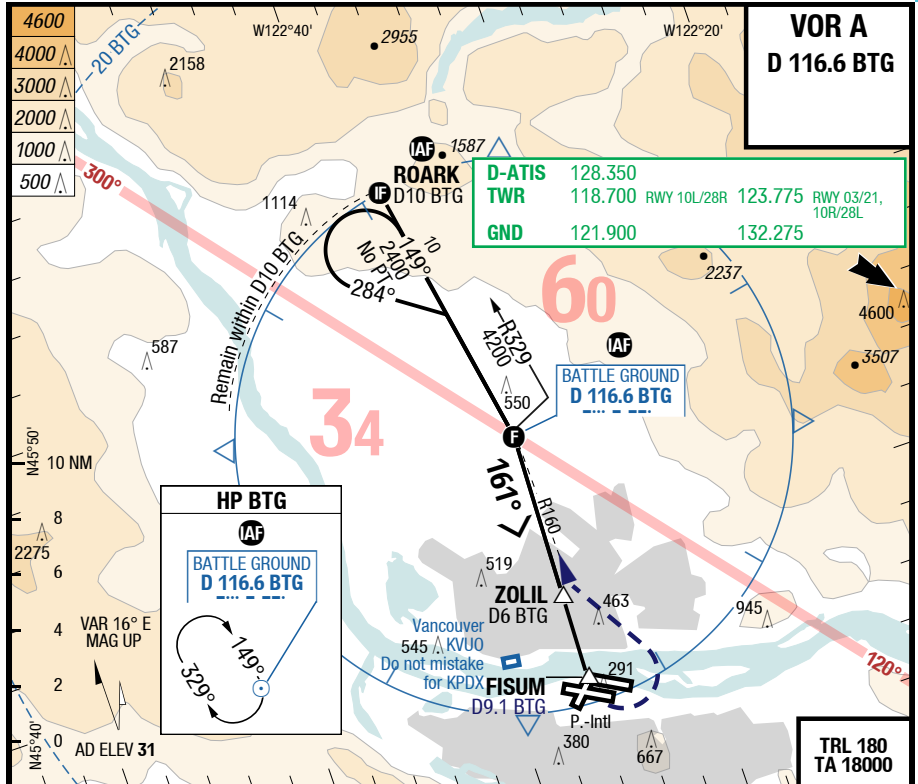 4600
4000
3000
2000
1000
500
20 BTG
2158
W122°40'
2955
W122°20'
VOR A
D 116.6 BTG
300°
IAF
1587
ROARK
D10 BTG
IF
1114
D-ATIS 128.350
TWR 118.700 RWY 10L/28R 123.775 RWY 03/21, 10R/28L
GND 121.900 132.275
Remain within D10 BTG
10
149°
2400
No PT
284°
60
2237
4600
3507
R329
4200
550
IAF
BATTLE GROUND
D 116.6 BTG
587
34
F
N45°50'
10 NM
8
6
4
2
0
N45°40'
2275
HP BTG
IAF
BATTLE GROUND
D 116.6 BTG
149°
329°
161°
R160
519
ZOLIL
D6 BTG
463
945
VAR 16° E
MAG UP
Vancouver
545 KVUO
Do not mistake
for KPDX
FISUM
D9.1 BTG
291
P.-Intl
380
667
120°
AD ELEV 31
TRL 180
TA 18000